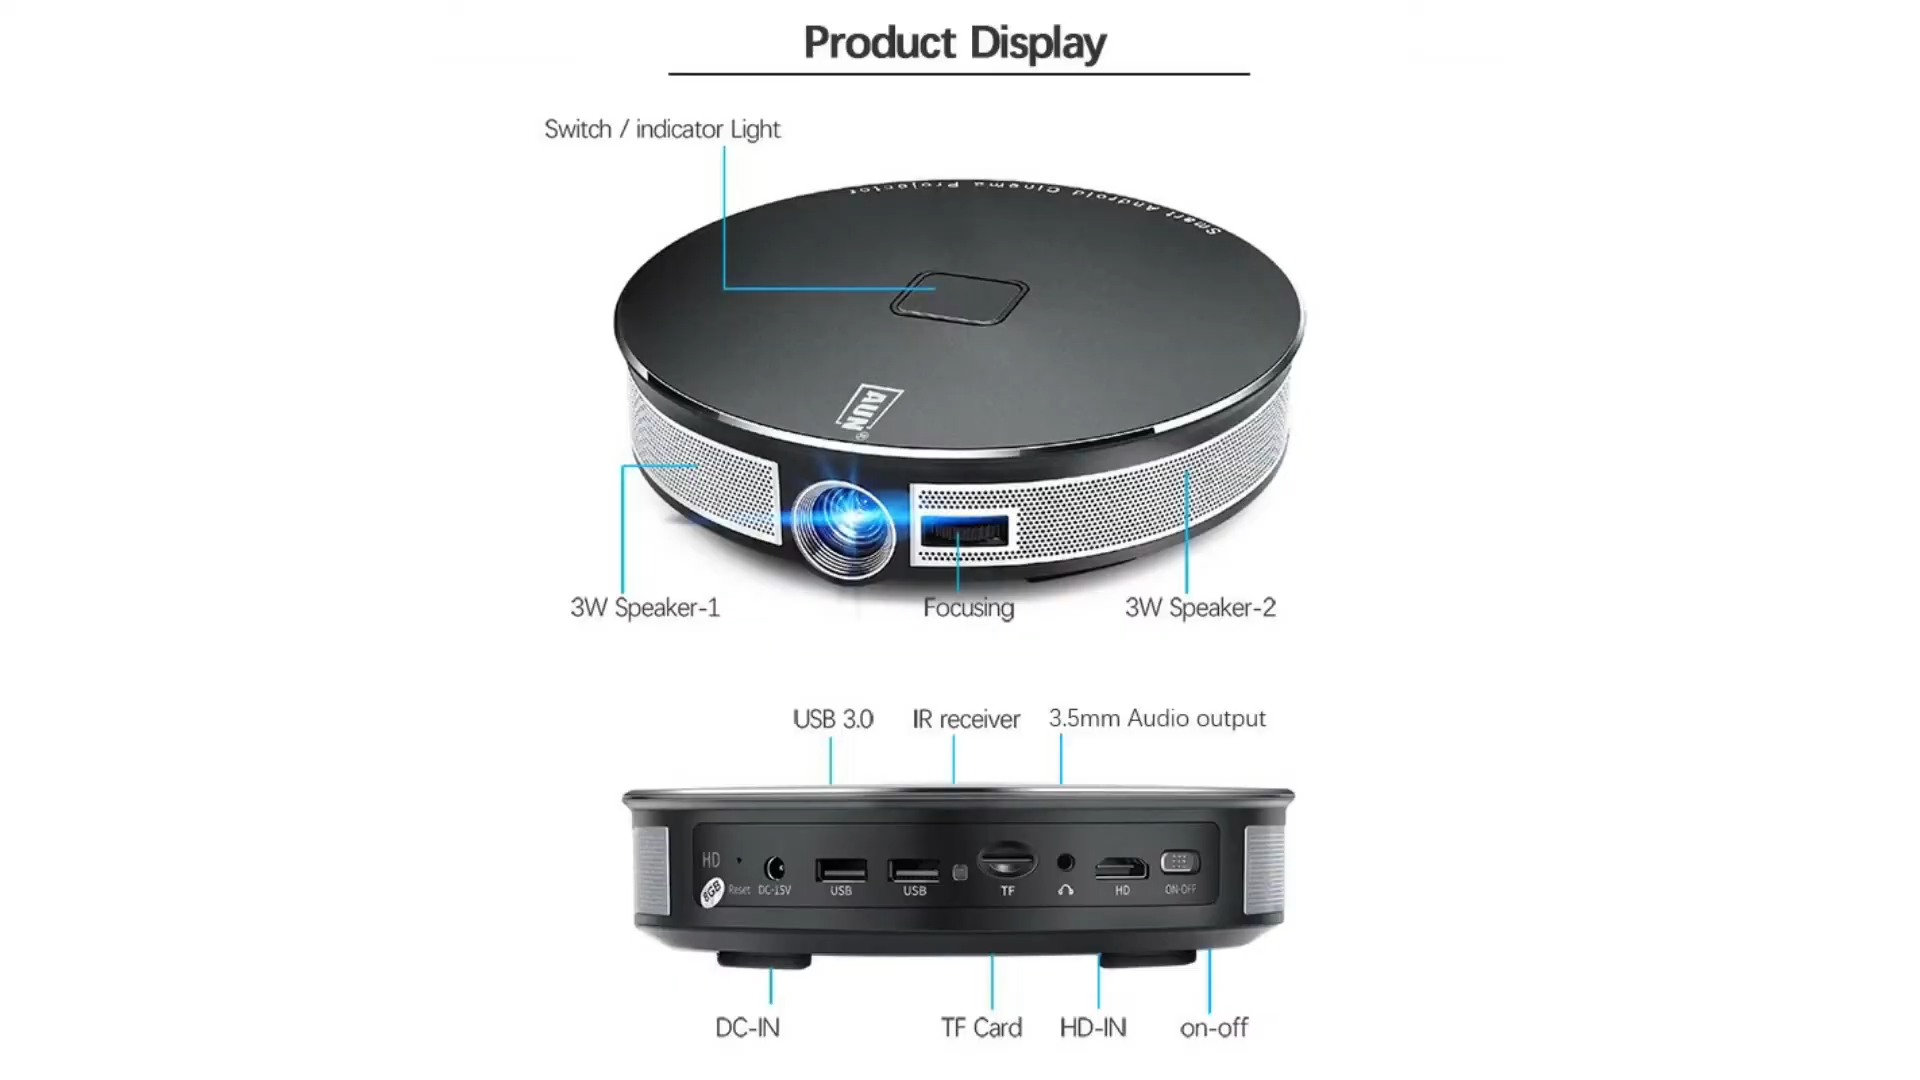 Product Display
Switch / indicator Light
Smart Android Cinema Projector
AUN®
3W Speaker-1
Focusing
3W Speaker-2
USB 3.0
IR receiver
3.5mm Audio output
HD
8GB
Reset
DC-15V
USB
USB
TF
HD
ON-OFF
DC-IN
TF Card
HD-IN
on-off